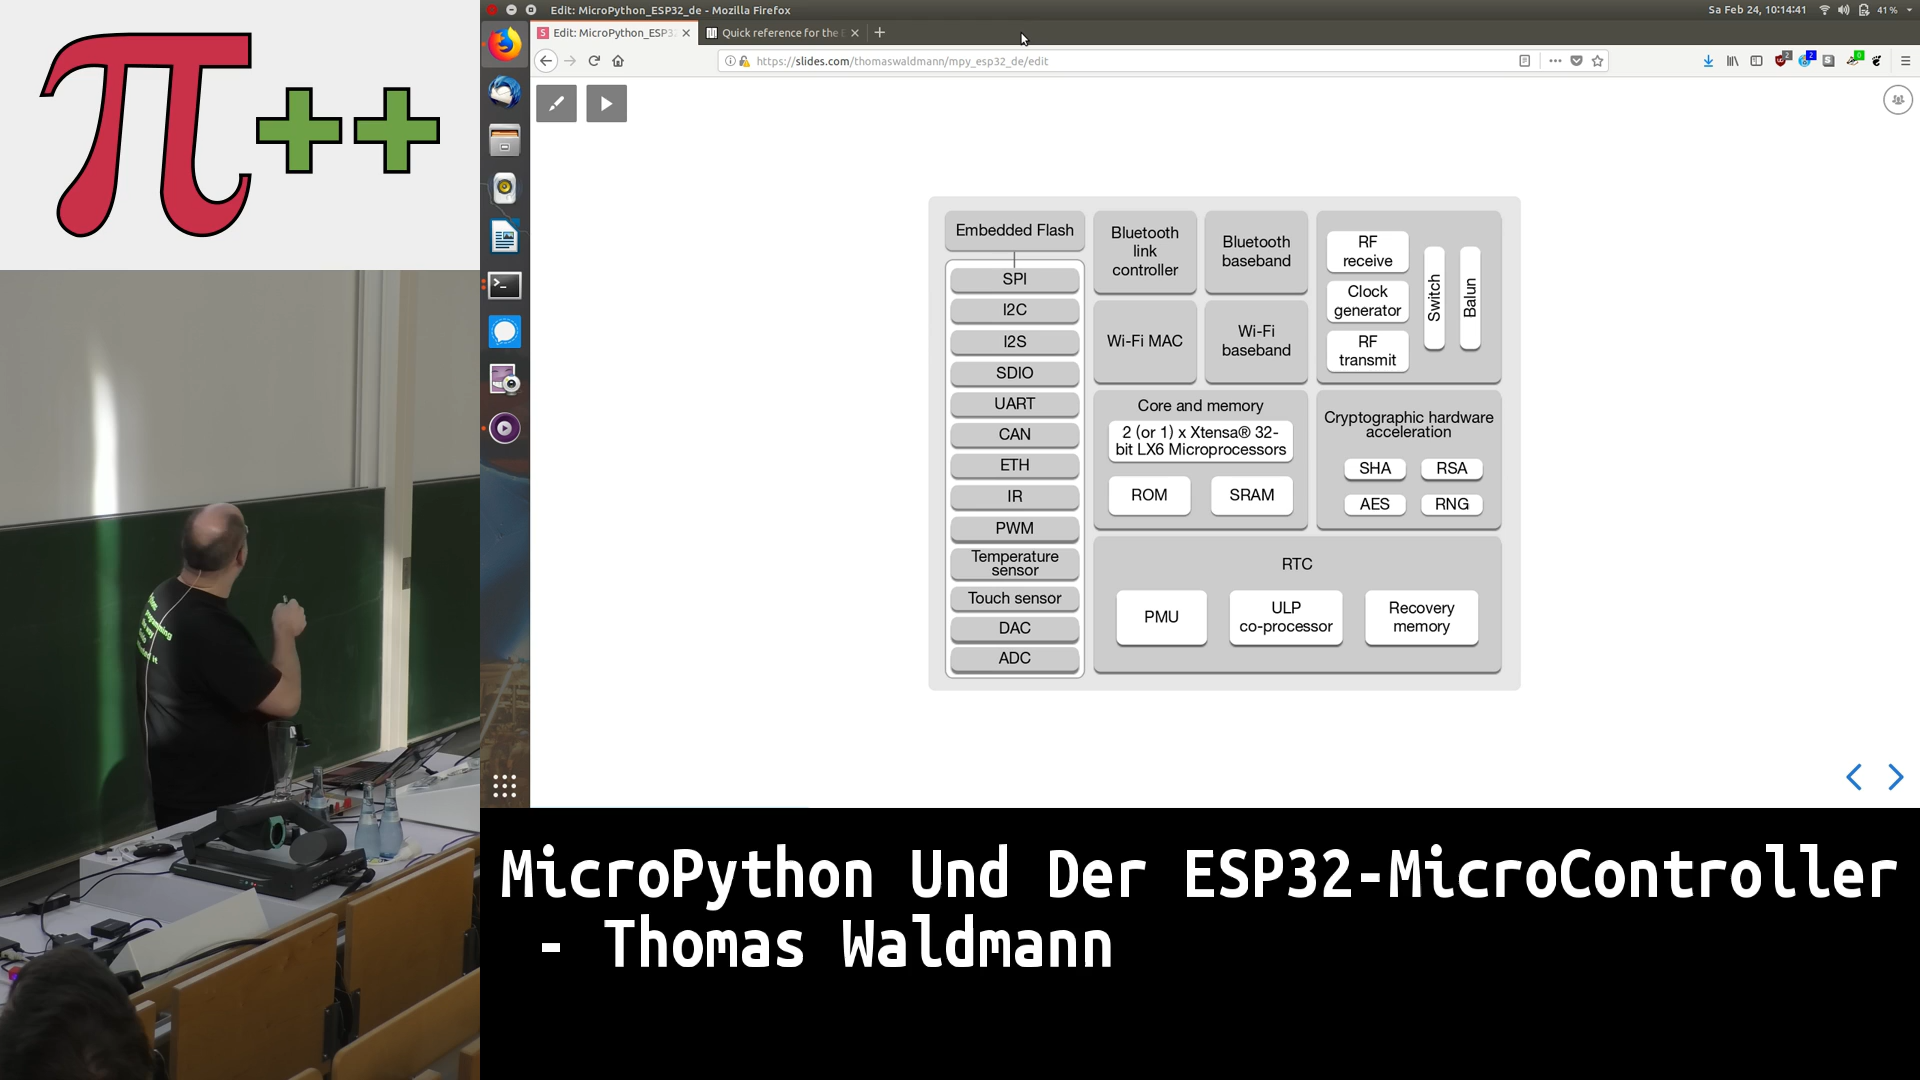 π++
Edit: MicroPython_ESP32_de - Mozilla Firefox
Sa Feb 24, 10:14:41
41%
Edit: MicroPython_ESP3
Quick reference for the
https://slides.com/thomaswaldmann/mpy_esp32_de/edit
Embedded Flash
SPI
I2C
I2S
SDIO
UART
CAN
ETH
IR
PWM
Temperature
sensor
Touch sensor
DAC
ADC
Bluetooth
link
controller
Bluetooth
baseband
Wi-Fi MAC
Wi-Fi
baseband
RF
receive
Clock
generator
RF
transmit
Switch
Balun
Core and memory
2 (or 1) x Xtensa® 32-
bit LX6 Microprocessors
ROM
SRAM
Cryptographic hardware
acceleration
SHA
RSA
AES
RNG
RTC
PMU
ULP
co-processor
Recovery
memory
MicroPython Und Der ESP32-MicroController
- Thomas Waldmann